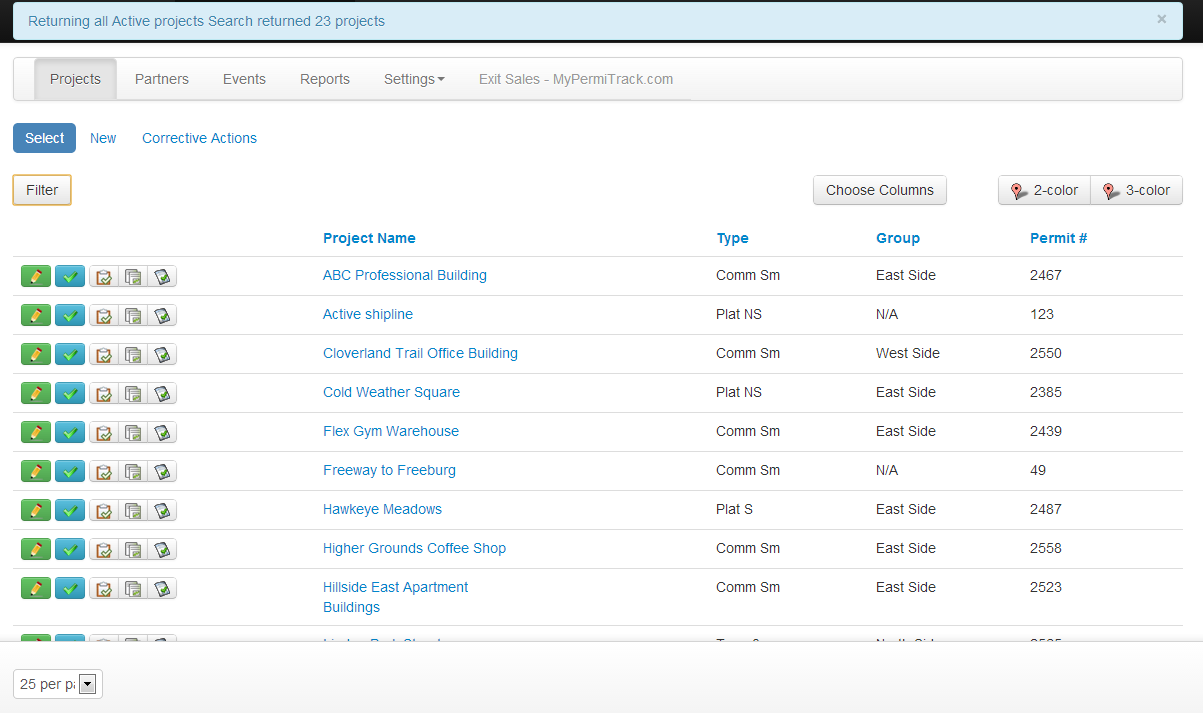 Returning all Active projects Search returned 23 projects ×
Projects Partners Events Reports Settings Exit Sales - MyPermiTrack.com
Select New Corrective Actions
Filter Choose Columns 2-color 3-color
Project Name Type Group Permit #
ABC Professional Building Comm Sm East Side 2467
Active shipline Plat NS N/A 123
Cloverland Trail Office Building Comm Sm West Side 2550
Cold Weather Square Plat NS East Side 2385
Flex Gym Warehouse Comm Sm East Side 2439
Freeway to Freeburg Comm Sm N/A 49
Hawkeye Meadows Plat S East Side 2487
Higher Grounds Coffee Shop Comm Sm East Side 2558
Hillside East Apartment Comm Sm East Side 2523
Buildings
25 per pa